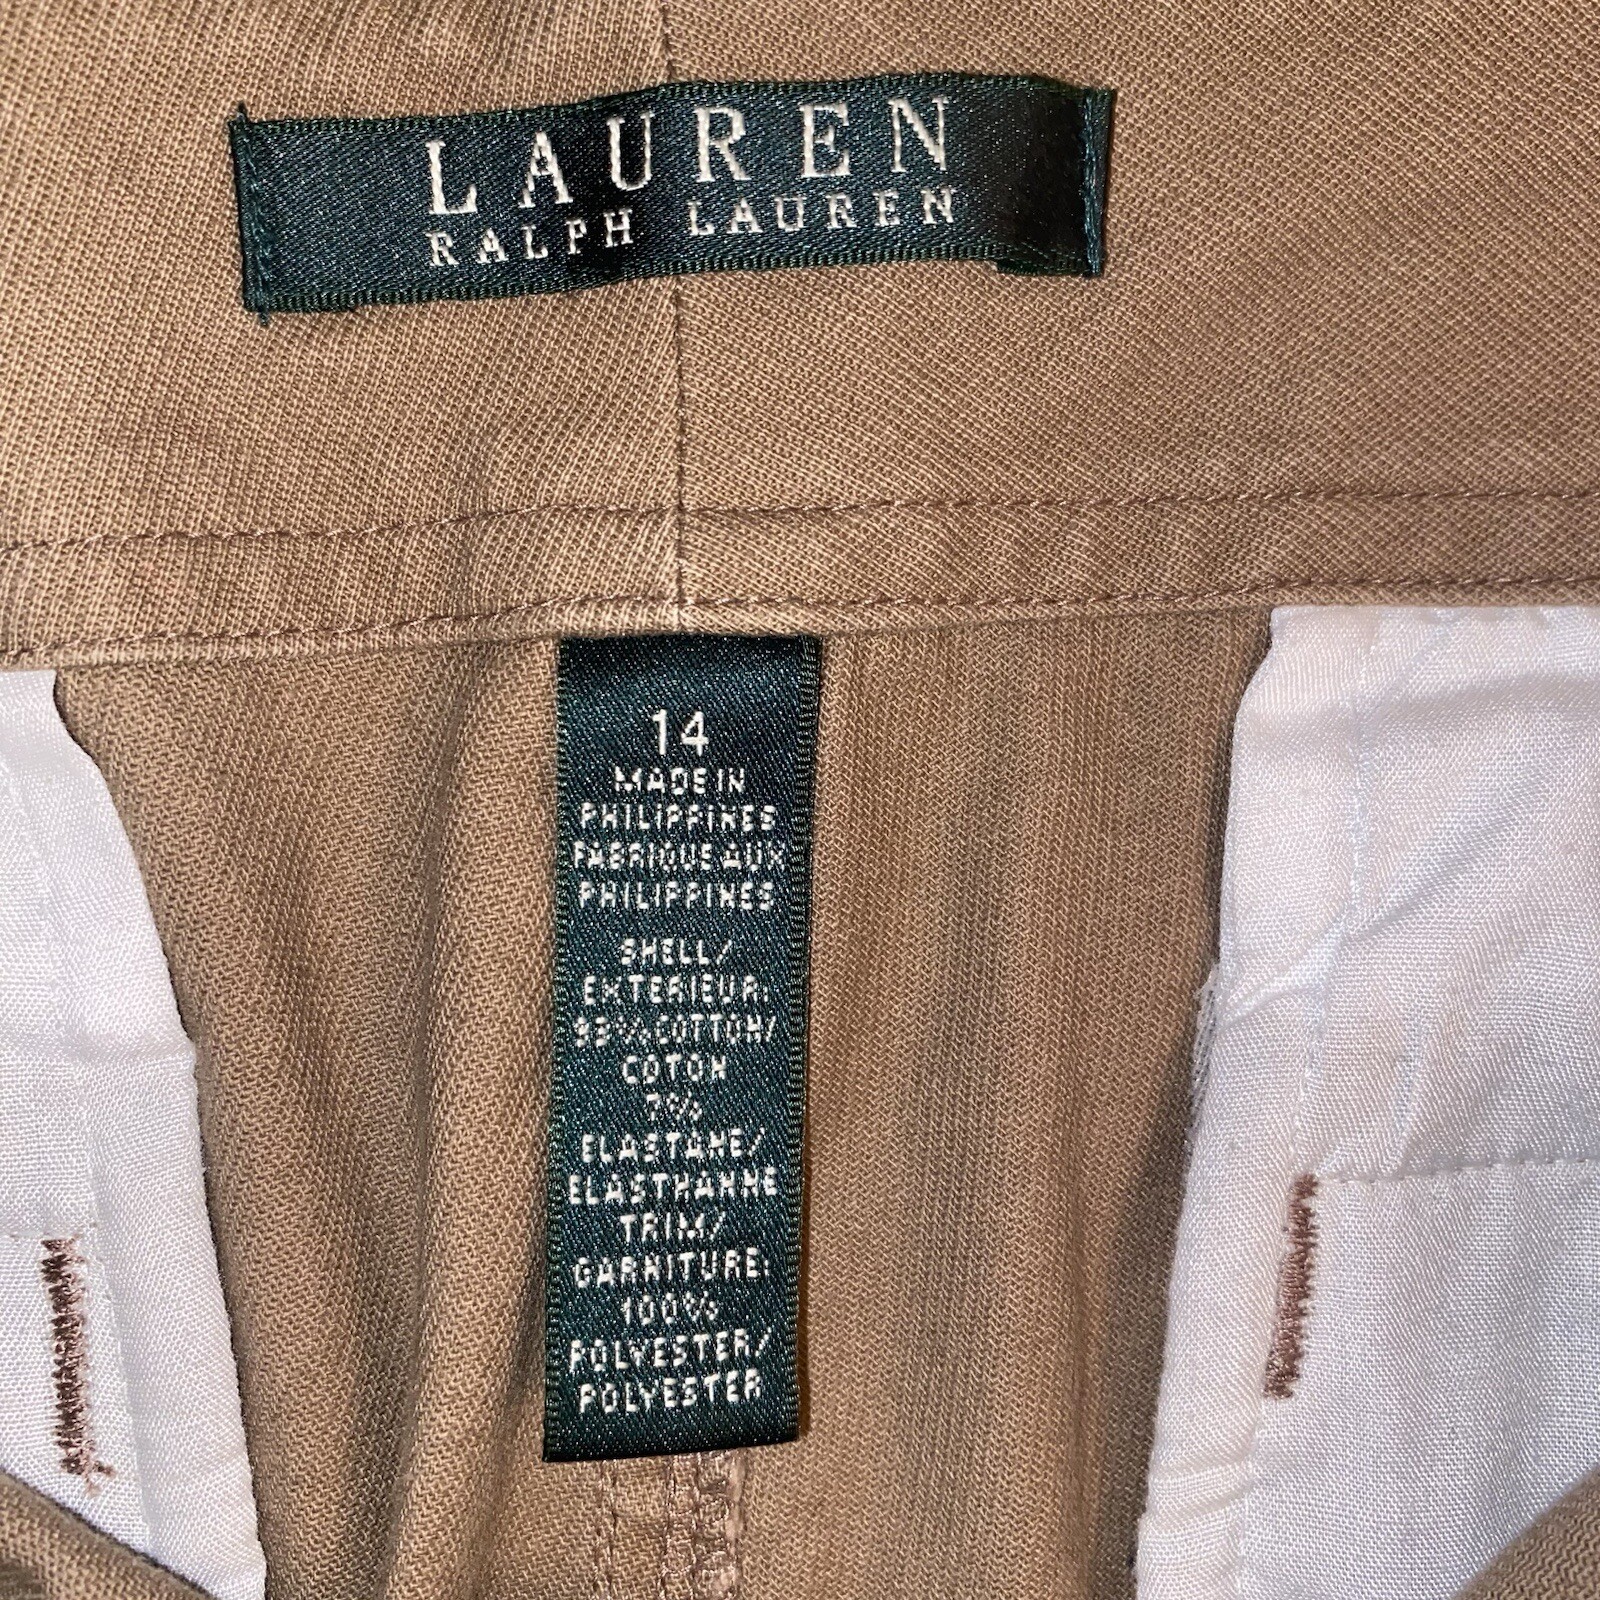 LAUREN
RALPH LAUREN
14
MADE IN
PHILIPPINES
FABRIQUE AUX
PHILIPPINES
SHELL/
EXTERIEUR:
93% COTTON/
COTON
7%
ELASTANE/
ELASTHANNE
TRIM/
GARNITURE:
100%
POLYESTER/
POLYESTER